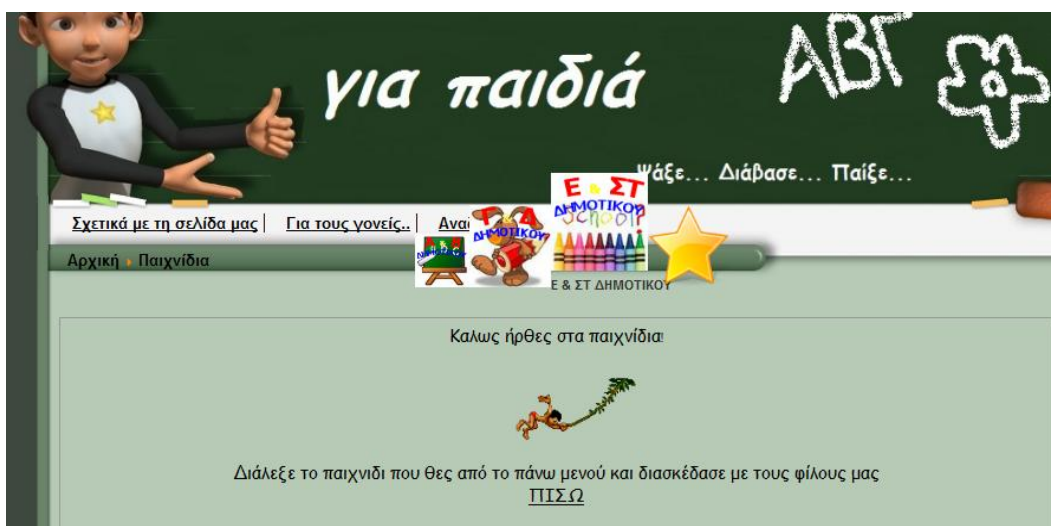 ΑΒΓ
για παιδιά
Ψάξε... Διάβασε... Παίξε...
Ε & ΣΤ
ΔΗΜΟΤΙΚΟΥ
Γ & Δ
ΔΗΜΟΤΙΚΟΥ
Σχετικά με τη σελίδα μας | Για τους γονείς.. |
Αρχική Παιχνίδια
Ε & ΣΤ ΔΗΜΟΤΙΚΟΥ
Καλως ήρθες στα παιχνίδια!
Διάλεξε το παιχνιδι που θες από το πάνω μενού και διασκέδασε με τους φίλους μας
ΠΙΣΩ